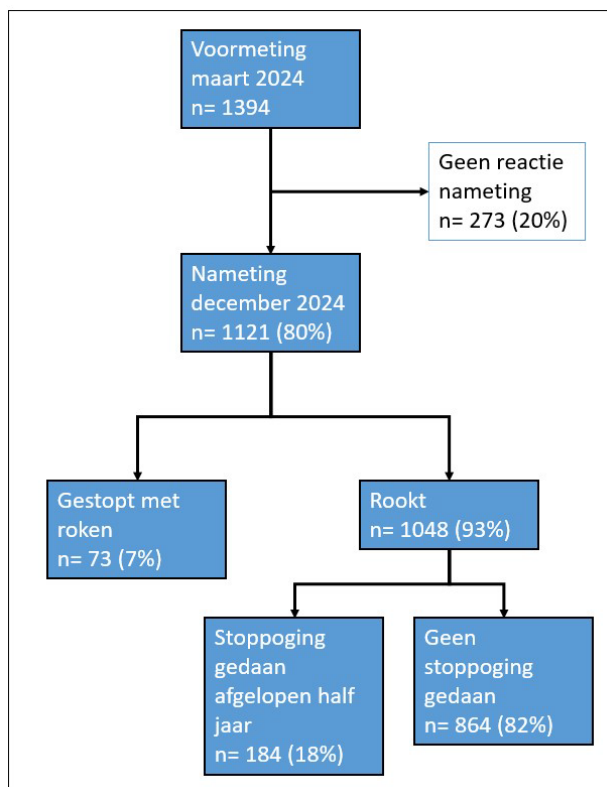 Voormeting
maart 2024
n= 1394
Geen reactie
nameting
n= 273 (20%)
Nameting
december 2024
n= 1121 (80%)
Gestopt met
roken
n= 73 (7%)
Rookt
n= 1048 (93%)
Stoppoging
gedaan
afgelopen half
jaar
n= 184 (18%)
Geen
stoppoging
gedaan
n= 864 (82%)